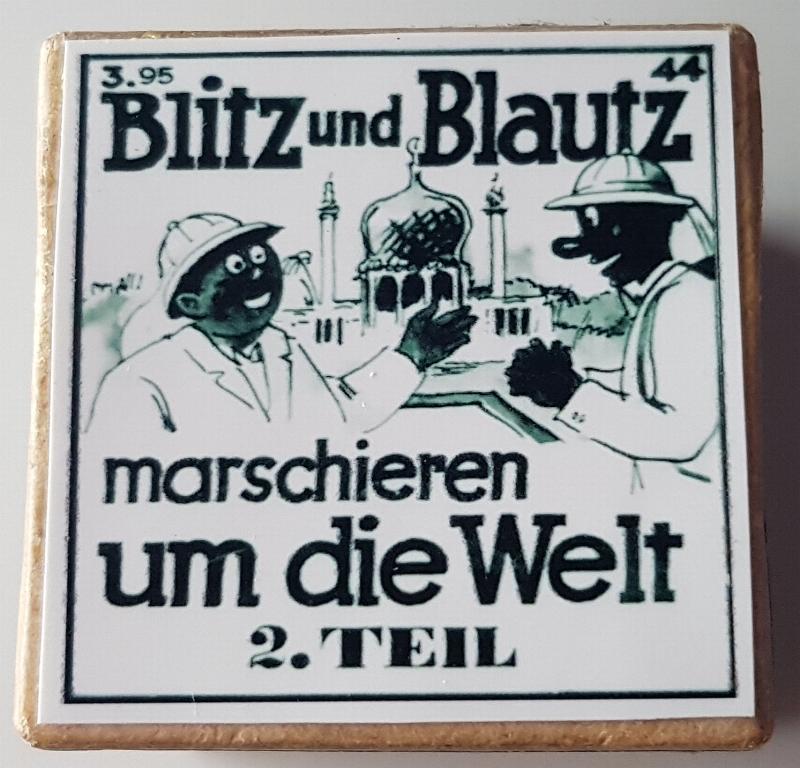 3.95 44
Blitz und Blautz
marschieren
um die Welt
2. TEIL